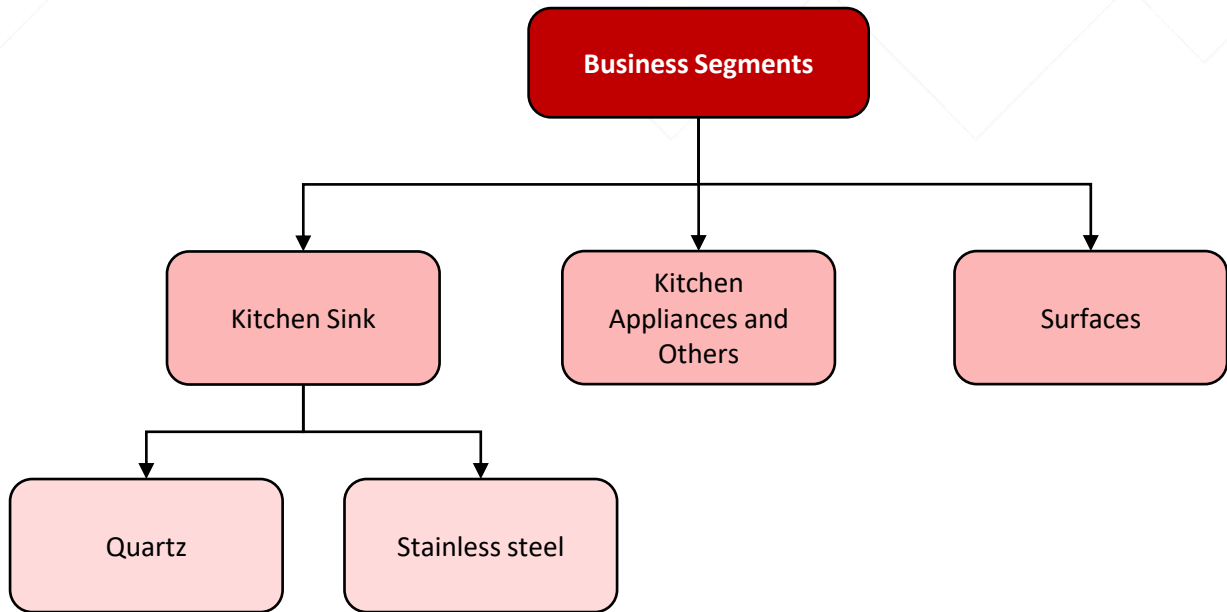 Business Segments
Kitchen Sink
Kitchen
Appliances and
Others
Surfaces
Quartz
Stainless steel